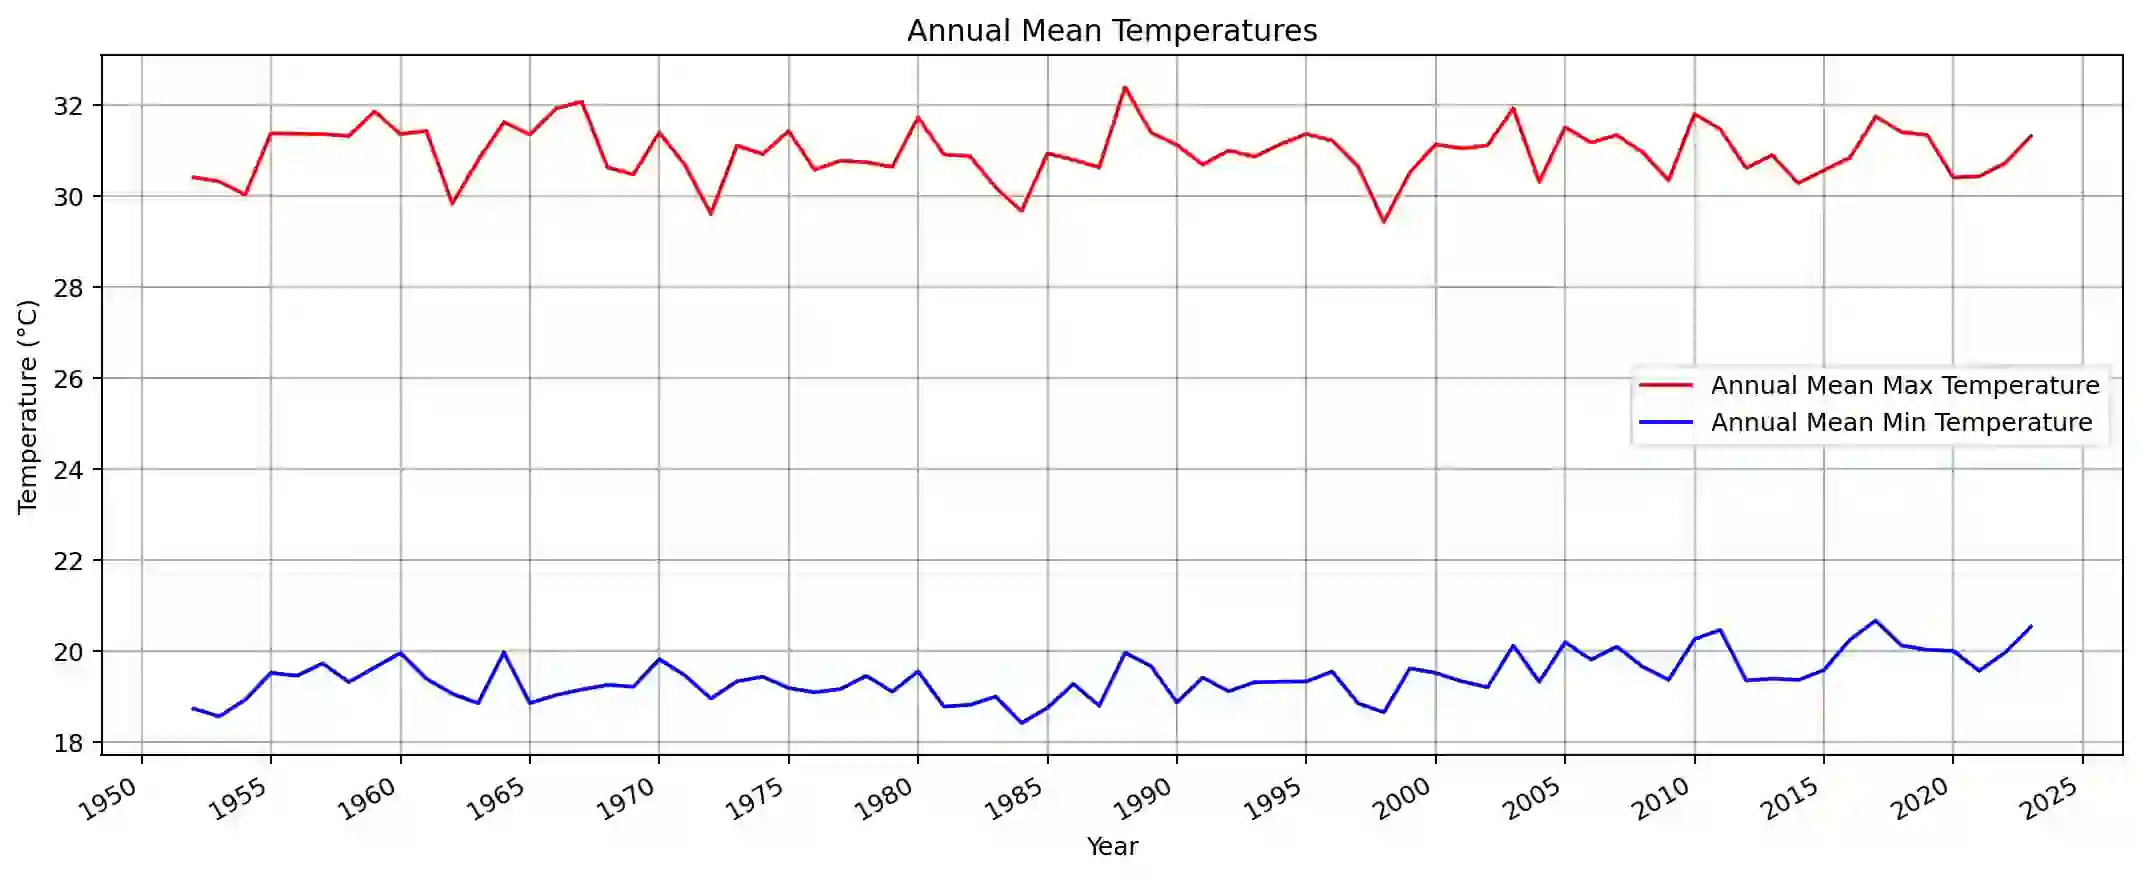 Annual Mean Temperatures
32
30
28
26
24
22
20
18
Temperature (°C)
Annual Mean Max Temperature
Annual Mean Min Temperature
1950 1955 1960 1965 1970 1975 1980 1985 1990 1995 2000 2005 2010 2015 2020 2025
Year